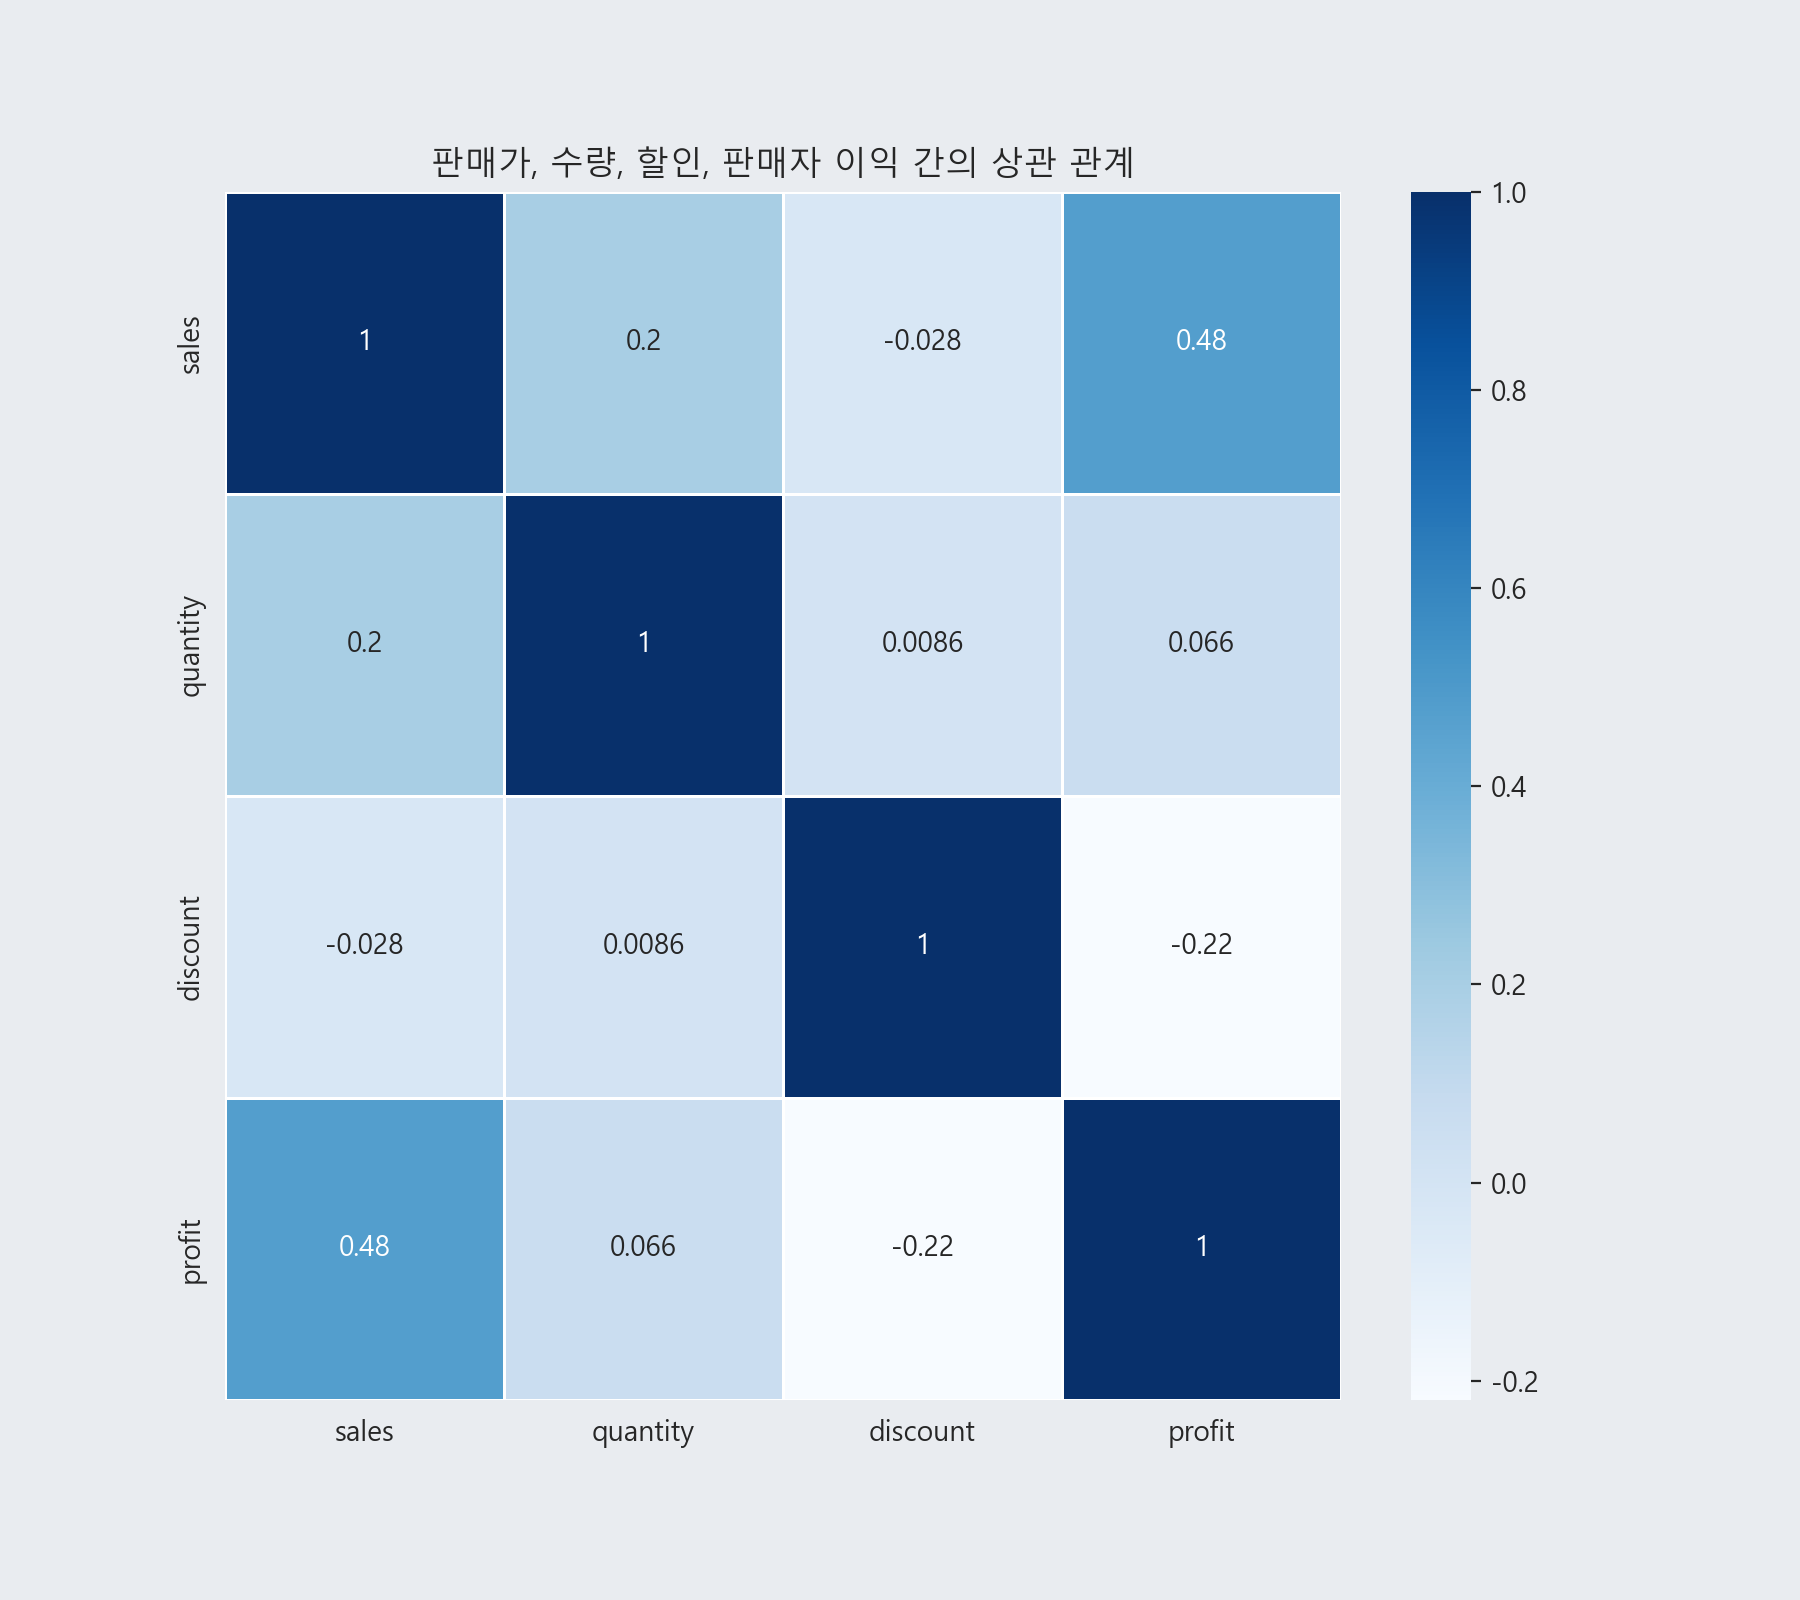 판매가, 수량, 할인, 판매자 이익 간의 상관 관계
sales 1 0.2 -0.028 0.48
quantity 0.2 1 0.0086 0.066
discount -0.028 0.0086 1 -0.22
profit 0.48 0.066 -0.22 1
sales quantity discount profit
1.0
0.8
0.6
0.4
0.2
0.0
-0.2